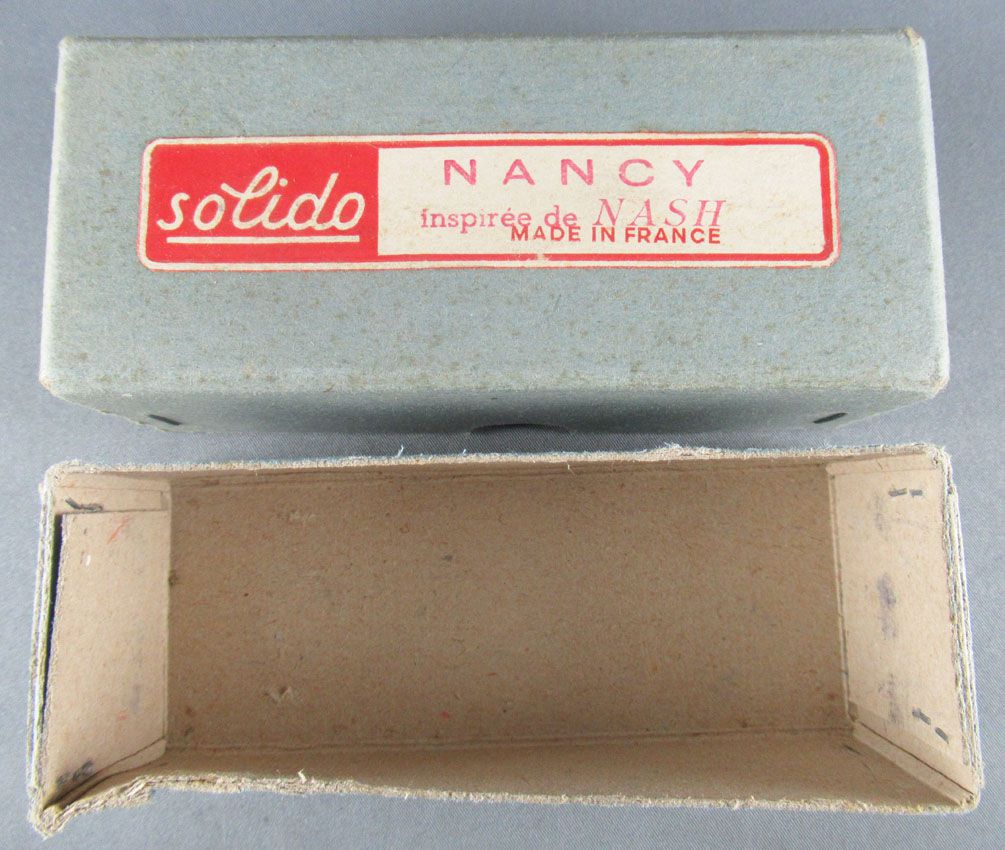 solido
NANCY
inspirée de NASH
MADE IN FRANCE